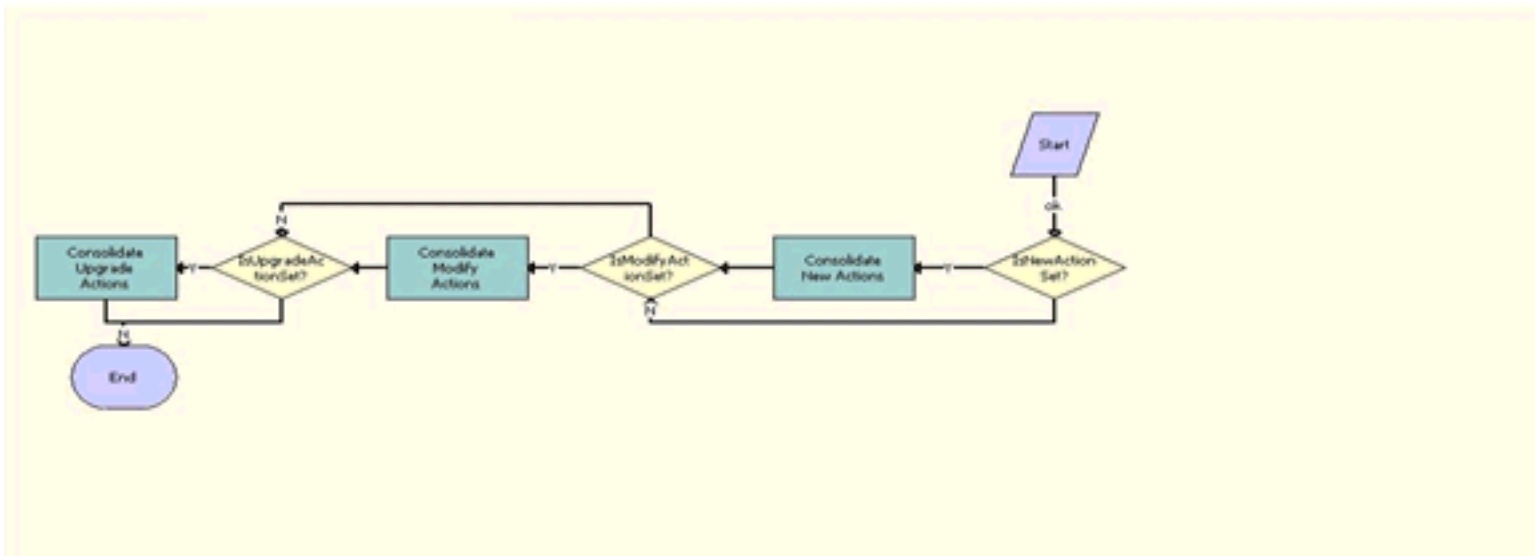 Start
ok
Consolidate
Upgrade
Actions
Y
IsUpgradeAc
tionSet?
N
Consolidate
Modify
Actions
Y
IsModifyAct
ionSet?
N
Consolidate
New Actions
Y
IsNewAction
Set?
N
End